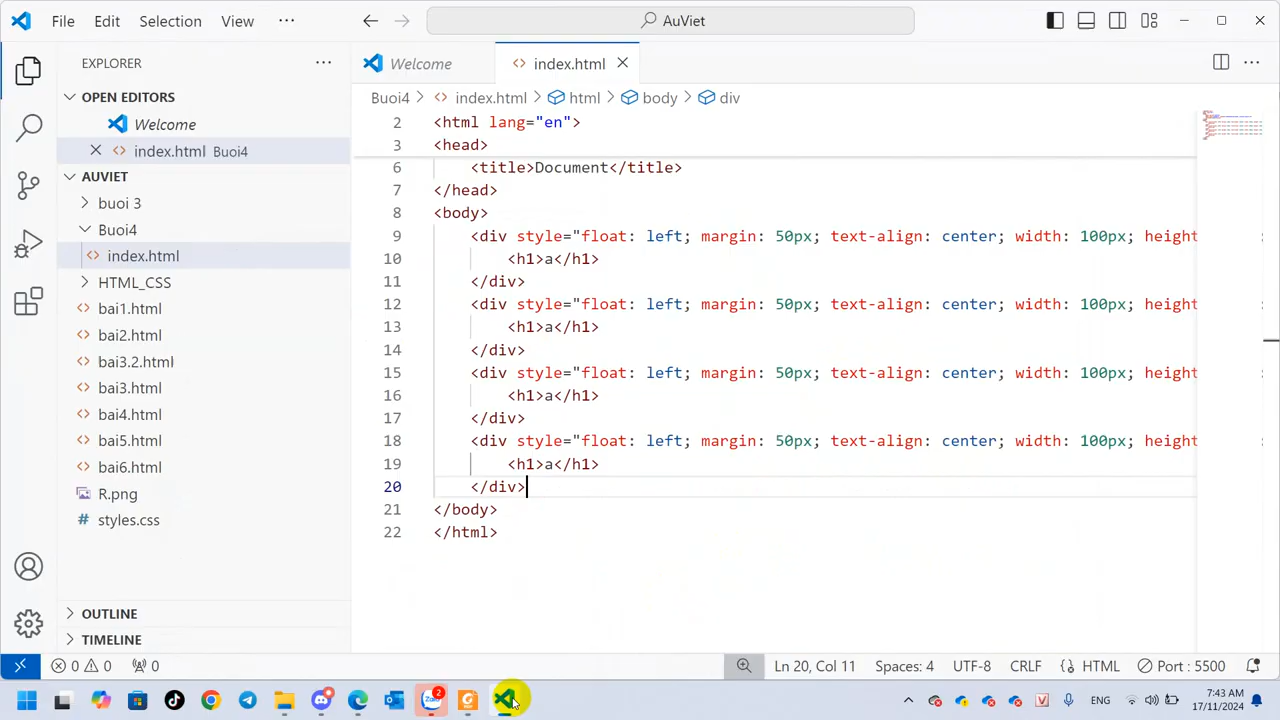 File Edit Selection View ··· AuViet
EXPLORER ···
Welcome index.html
OPEN EDITORS
Welcome
index.html Buoi4
AUVIET
buoi 3
Buoi4
index.html
HTML_CSS
bai1.html
bai2.html
bai3.2.html
bai3.html
bai4.html
bai5.html
bai6.html
R.png
# styles.css
OUTLINE
TIMELINE
Buoi4 > index.html > html > body > div
2 <html lang="en">
3 <head>
6 <title>Document</title>
7 </head>
8 <body>
9 <div style="float: left; margin: 50px; text-align: center; width: 100px; height
10 <h1>a</h1>
11 </div>
12 <div style="float: left; margin: 50px; text-align: center; width: 100px; height
13 <h1>a</h1>
14 </div>
15 <div style="float: left; margin: 50px; text-align: center; width: 100px; height
16 <h1>a</h1>
17 </div>
18 <div style="float: left; margin: 50px; text-align: center; width: 100px; height
19 <h1>a</h1>
20 </div>
21 </body>
22 </html>
0 0 0 Ln 20, Col 11 Spaces: 4 UTF-8 CRLF HTML Port : 5500
Zalo 2 ENG 7:43 AM
17/11/2024